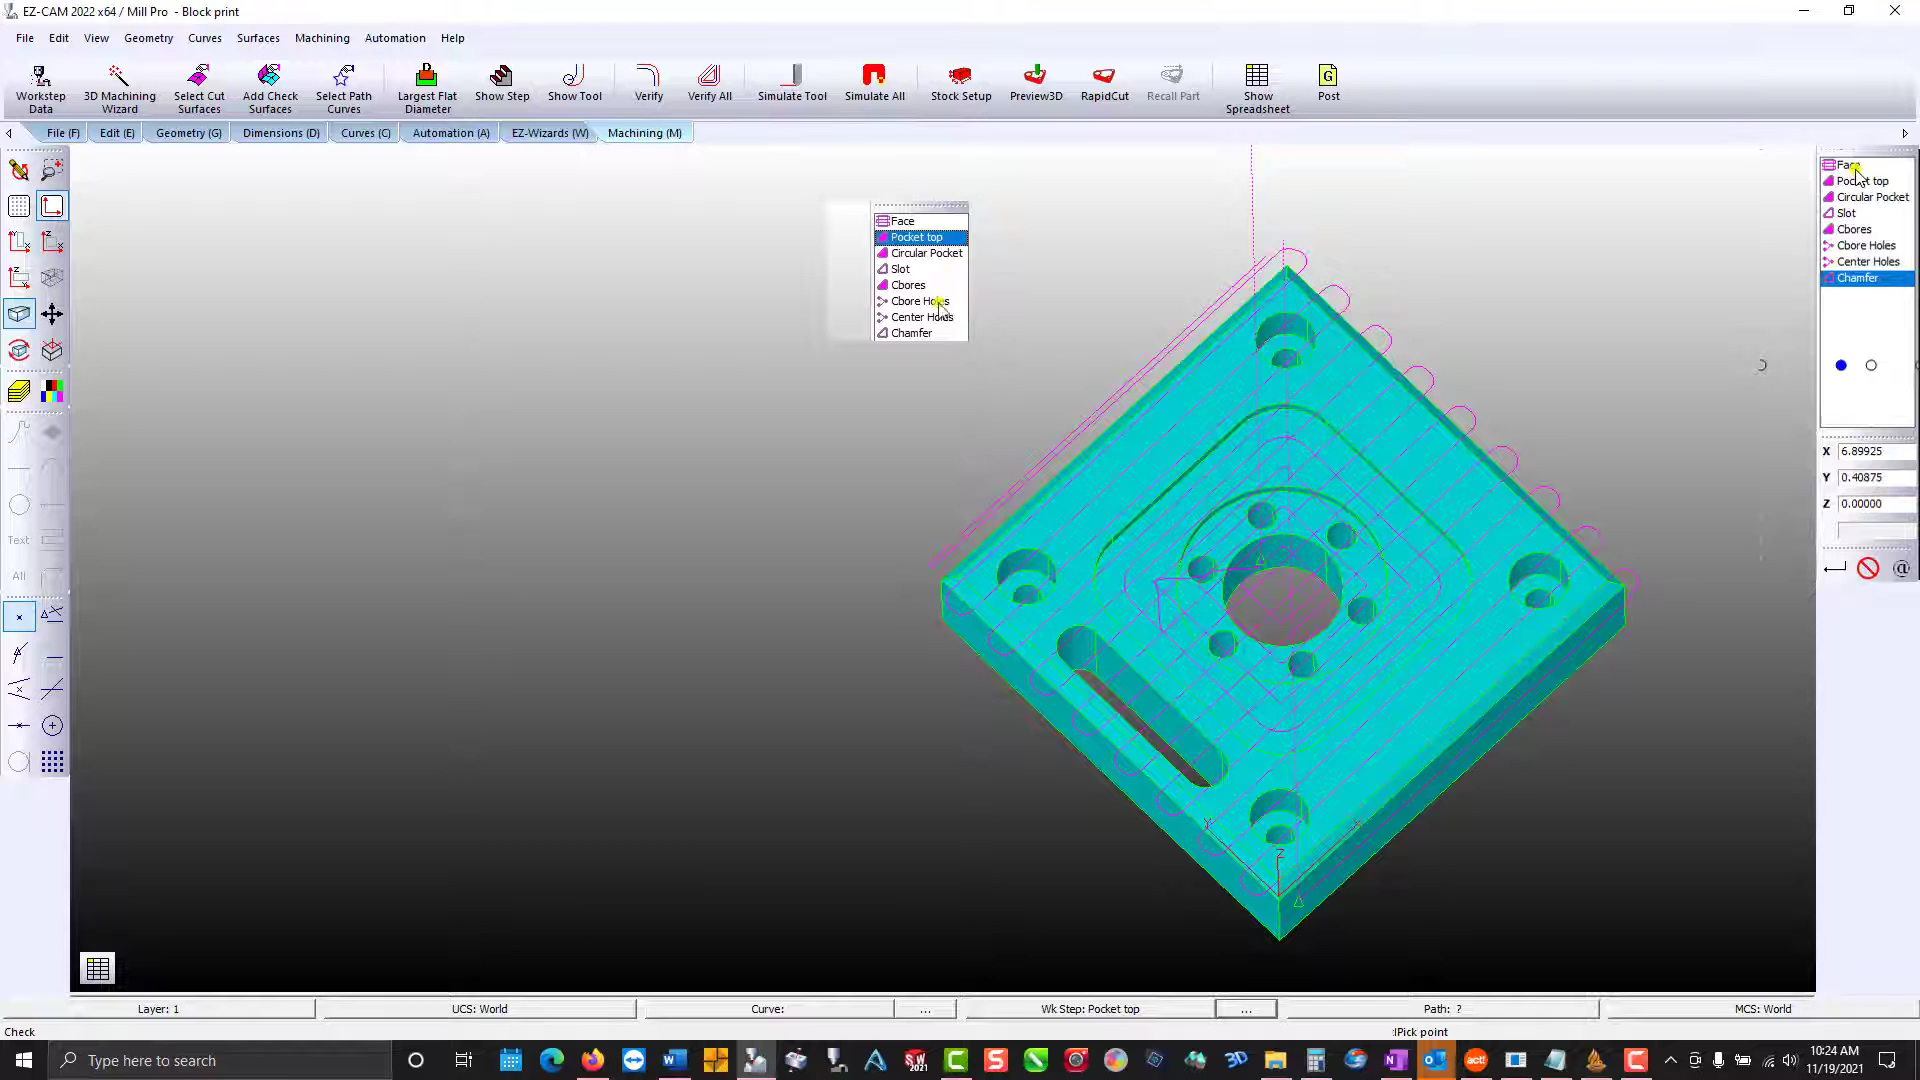 EZ-CAM 2022 x64 / Mill Pro - Block print
File Edit View Geometry Curves Surfaces Machining Automation Help
Workstep Data
3D Machining Wizard
Select Cut Surfaces
Add Check Surfaces
Select Path Curves
Largest Flat Diameter
Show Step
Show Tool
Verify
Verify All
Simulate Tool
Simulate All
Stock Setup
Preview3D
RapidCut
Recall Part
Show Spreadsheet
Post
File (F) Edit (E) Geometry (G) Dimensions (D) Curves (C) Automation (A) EZ-Wizards (W) Machining (M)
Face
Pocket top
Circular Pocket
Slot
Cbores
Cbore Holes
Center Holes
Chamfer
Face
Pocket top
Circular Pocket
Slot
Cbores
Cbore Holes
Center Holes
Chamfer
X 6.89925
Y 0.40875
Z 0.00000
@
Text
All
Y X
Z
Layer: 1 UCS: World Curve: ... Wk Step: Pocket top ... Path: ? MCS: World
Check
:lPick point
Type here to search
10:24 AM
11/19/2021